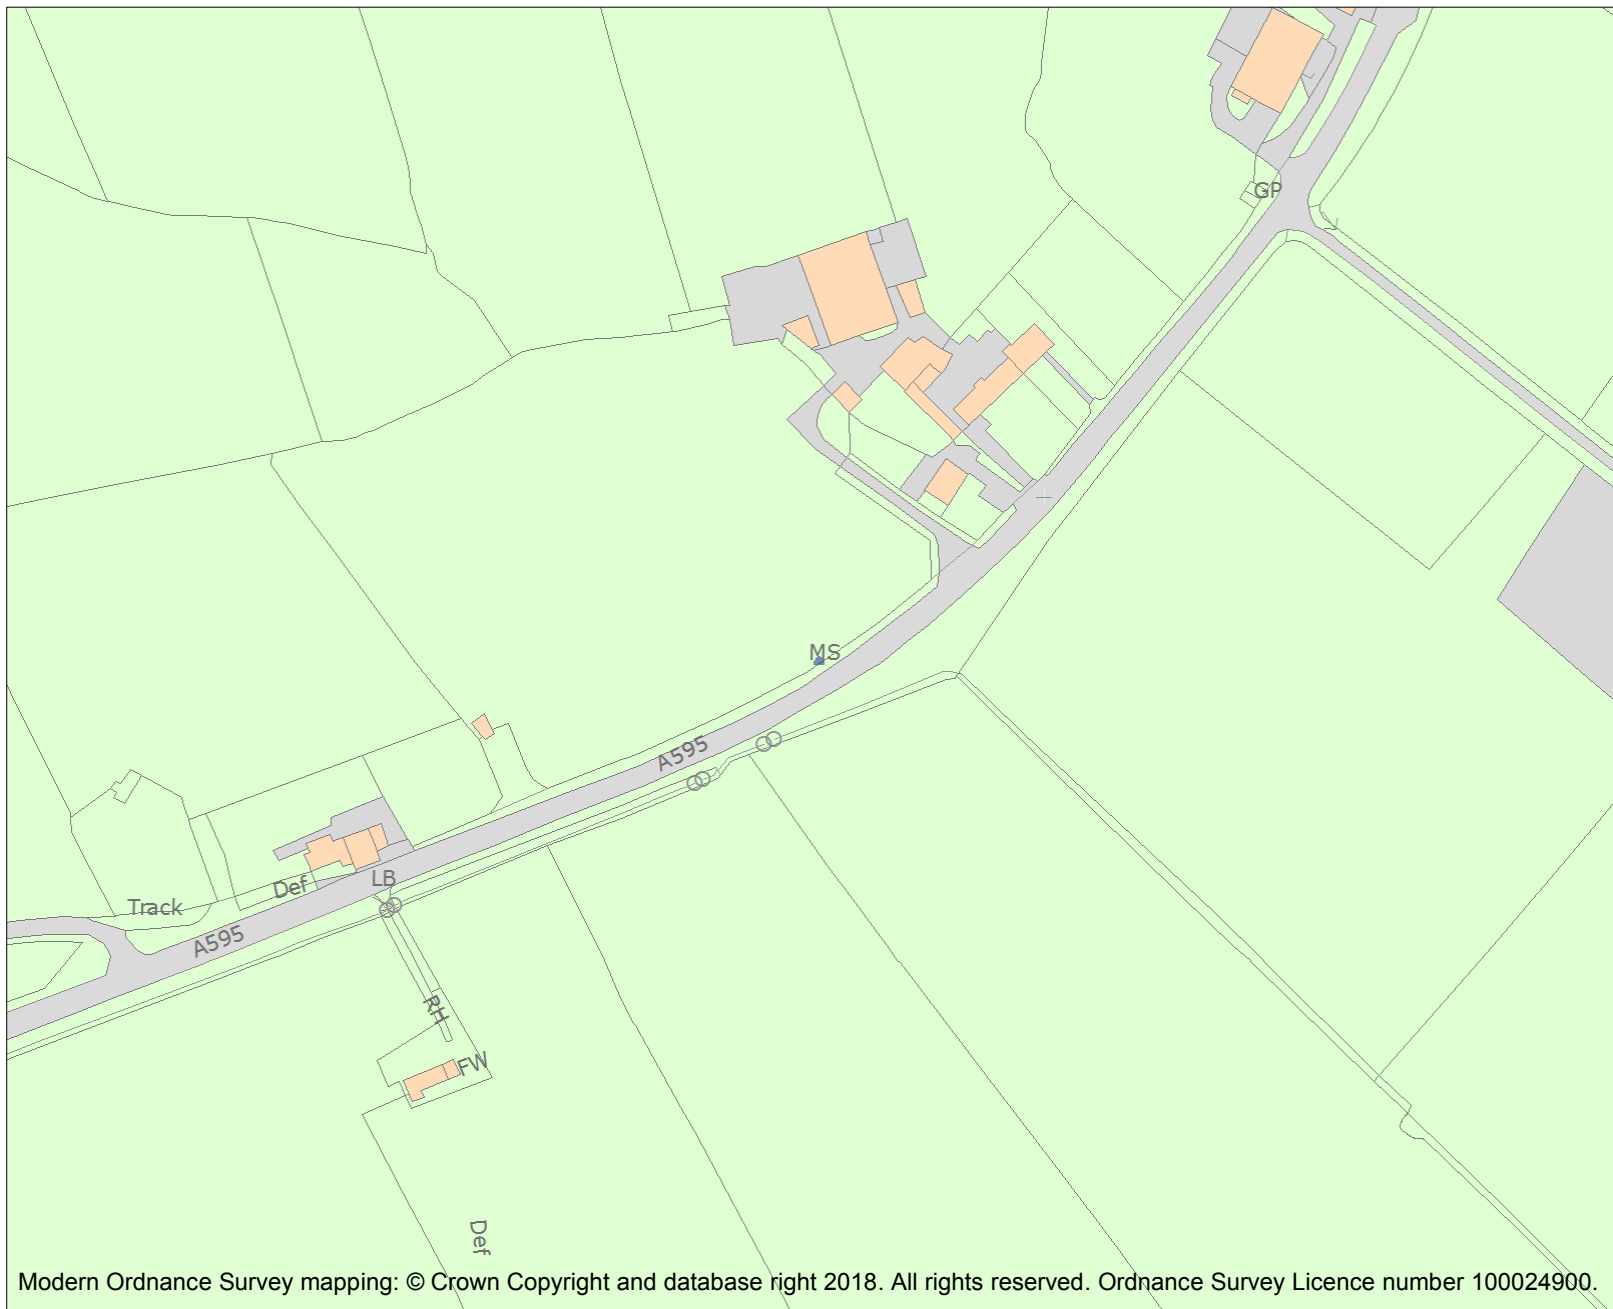 GP
MS
A595
LB
Def
Track
A595
RH
FW
Def
Modern Ordnance Survey mapping: © Crown Copyright and database right 2018. All rights reserved. Ordnance Survey Licence number 100024900.